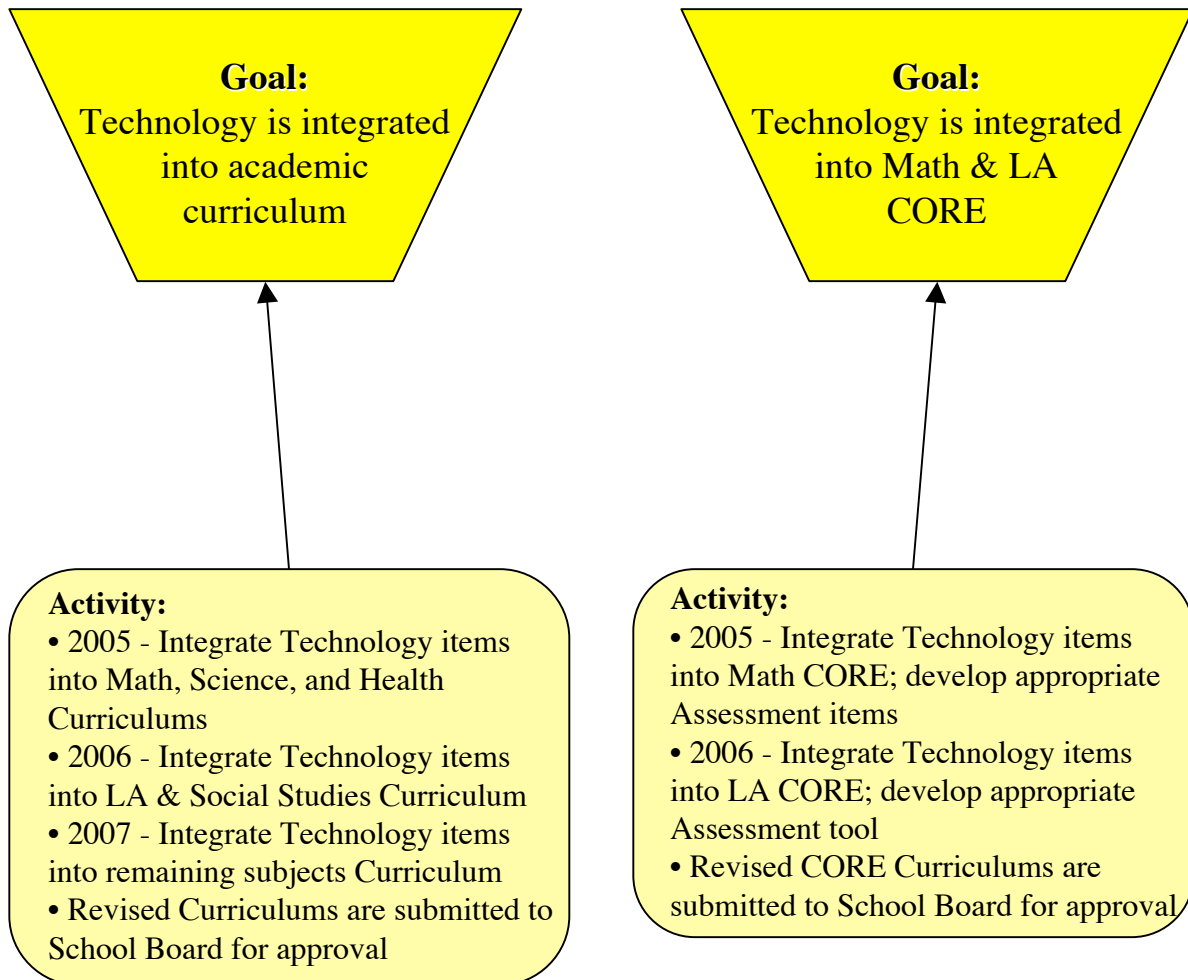 Goal:
Technology is integrated
into academic
curriculum
Goal:
Technology is integrated
into Math & LA
CORE
Activity:
• 2005 - Integrate Technology items
into Math, Science, and Health
Curriculums
• 2006 - Integrate Technology items
into LA & Social Studies Curriculum
• 2007 - Integrate Technology items
into remaining subjects Curriculum
• Revised Curriculums are submitted to
School Board for approval
Activity:
• 2005 - Integrate Technology items
into Math CORE; develop appropriate
Assessment items
• 2006 - Integrate Technology items
into LA CORE; develop appropriate
Assessment tool
• Revised CORE Curriculums are
submitted to School Board for approval